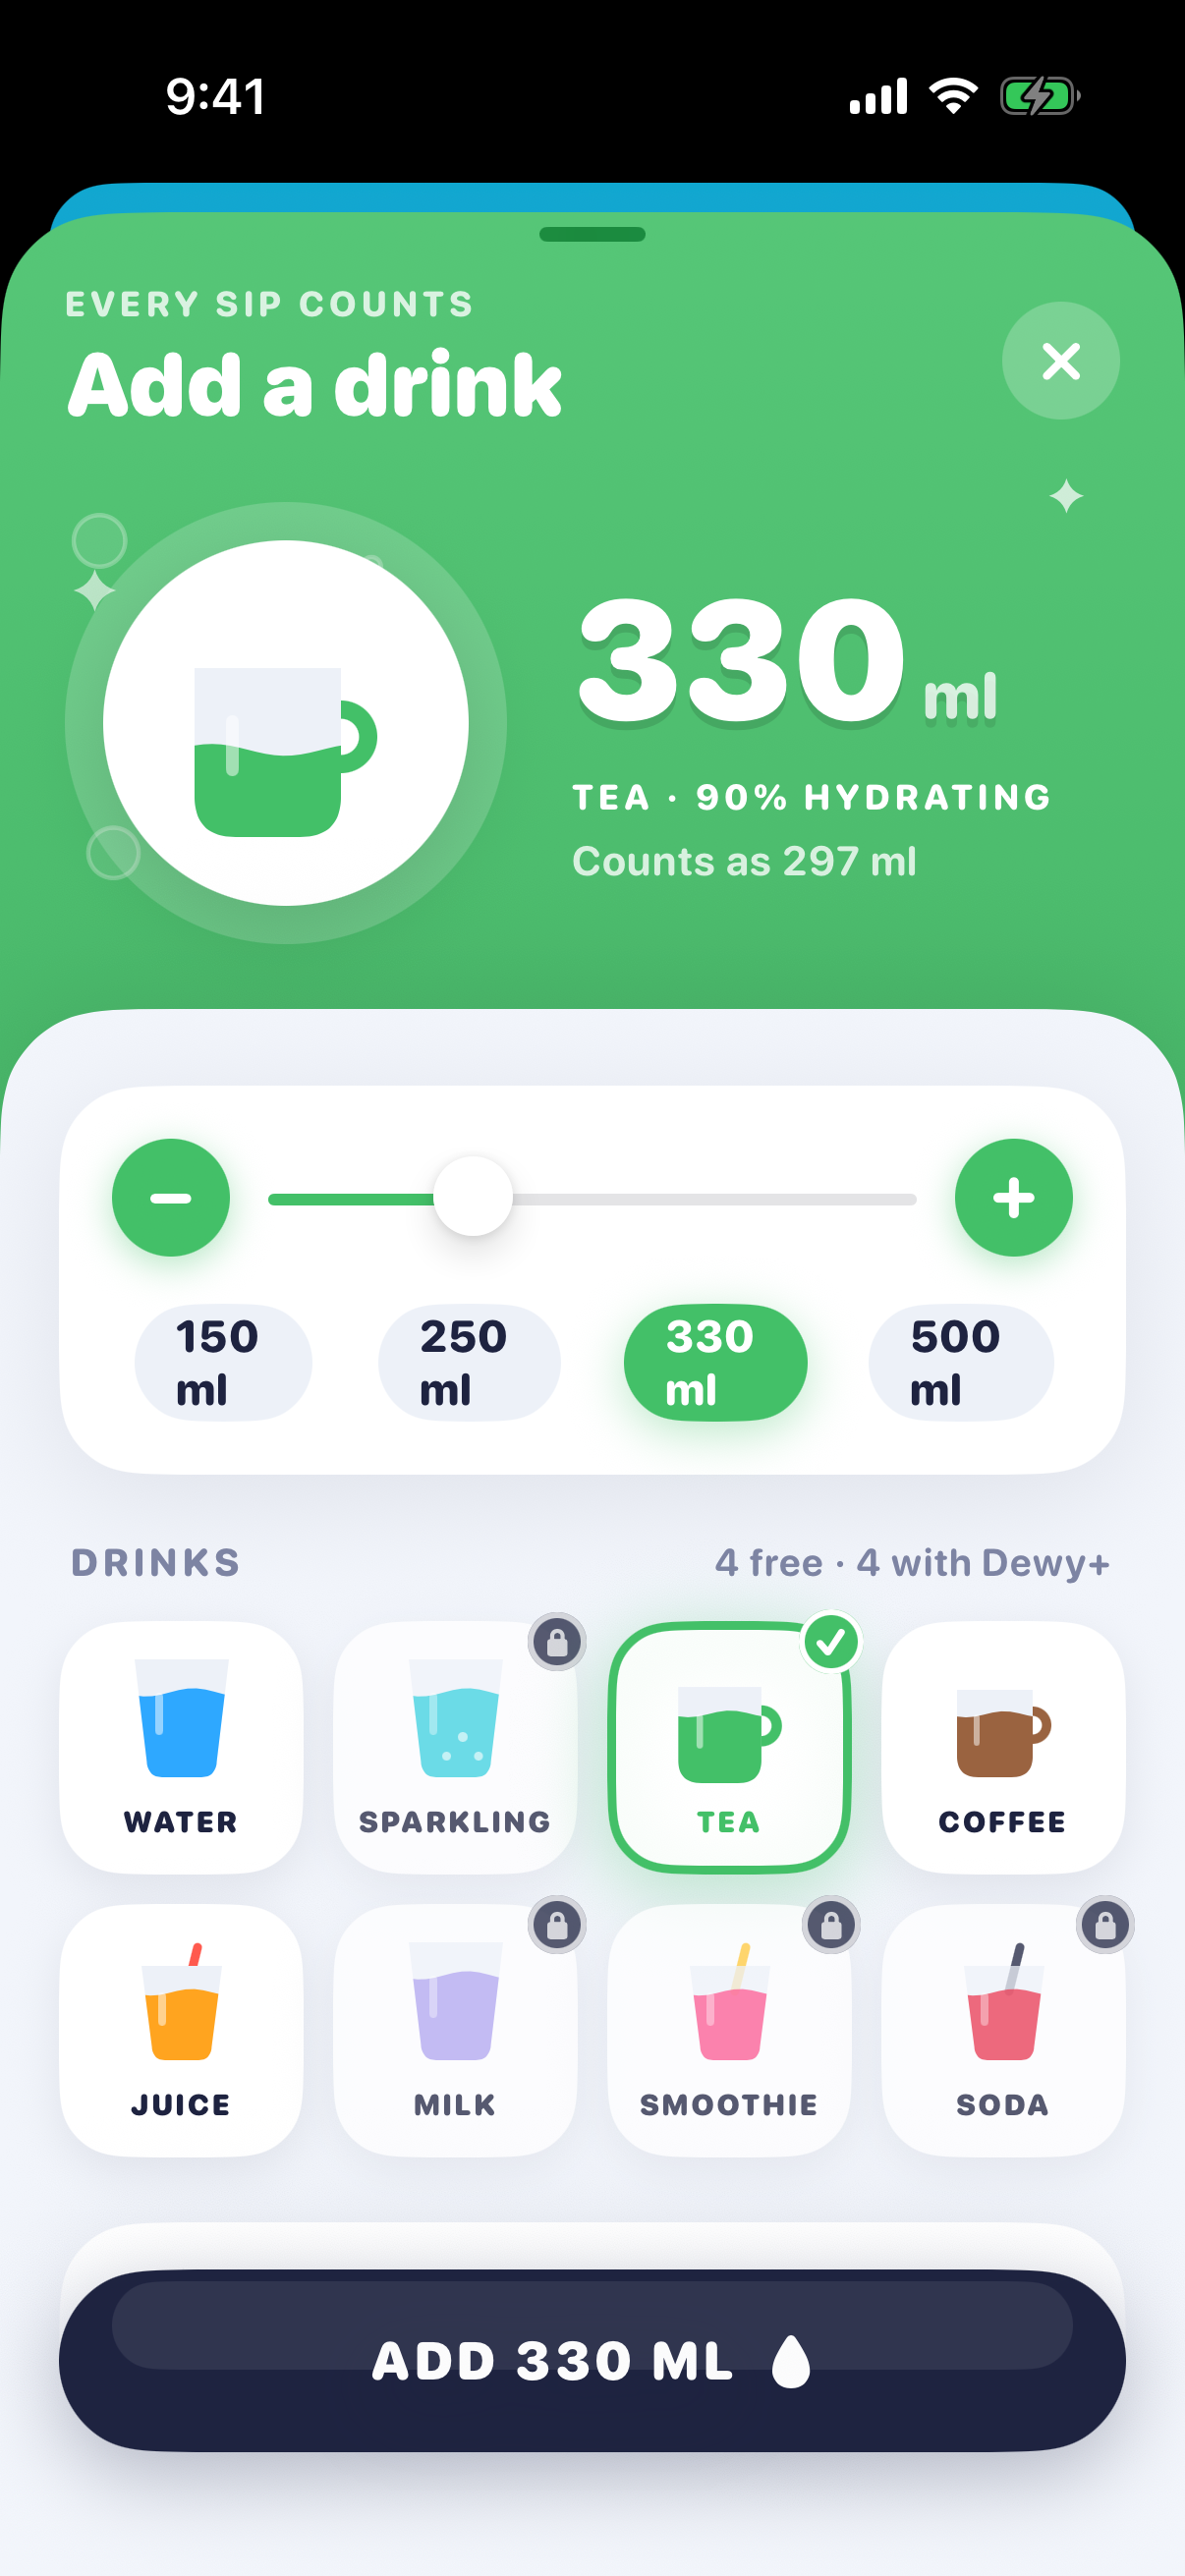 9:41
EVERY SIP COUNTS
Add a drink
330 ml
TEA · 90% HYDRATING
Counts as 297 ml
150
ml
250
ml
330
ml
500
ml
DRINKS
4 free · 4 with Dewy+
WATER
SPARKLING
TEA
COFFEE
JUICE
MILK
SMOOTHIE
SODA
ADD 330 ML